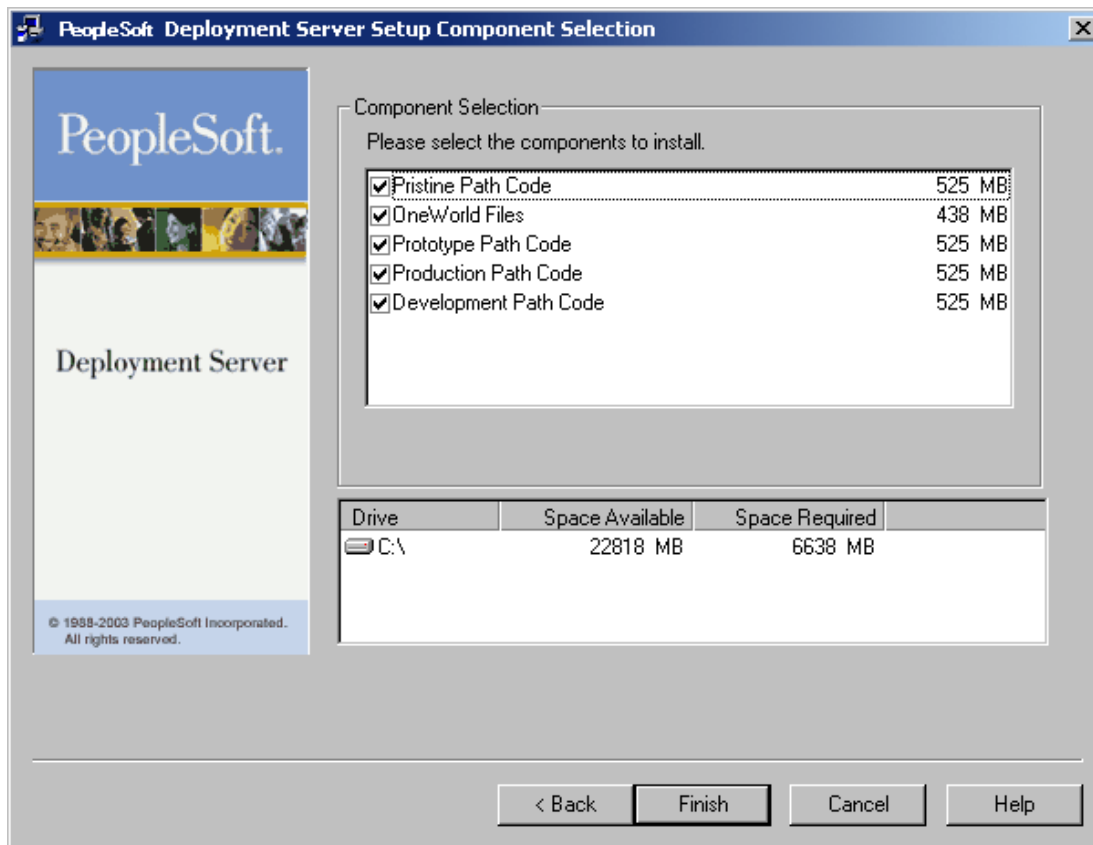 PeopleSoft Deployment Server Setup Component Selection
PeopleSoft.
Deployment Server
© 1988-2003 PeopleSoft Incorporated.
All rights reserved.
Component Selection
Please select the components to install.
Pristine Path Code 525 MB
OneWorld Files 438 MB
Prototype Path Code 525 MB
Production Path Code 525 MB
Development Path Code 525 MB
Drive Space Available Space Required
C:\ 22818 MB 6638 MB
< Back Finish Cancel Help